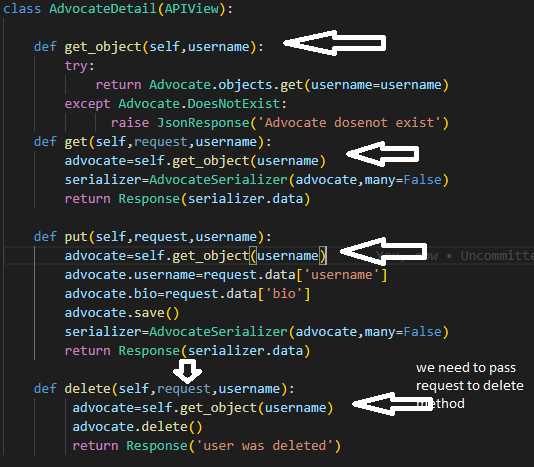 class AdvocateDetail(APIView):
def get_object(self,username):
try:
return Advocate.objects.get(username=username)
except Advocate.DoesNotExist:
raise JsonResponse('Advocate dosenot exist')
def get(self,request,username):
advocate=self.get_object(username)
serializer=AdvocateSerializer(advocate,many=False)
return Response(serializer.data)
def put(self,request,username):
advocate=self.get_object(username) now • Uncommitte
advocate.username=request.data['username']
advocate.bio=request.data['bio']
advocate.save()
serializer=AdvocateSerializer(advocate,many=False)
return Response(serializer.data)
we need to pass
request to delete
method
def delete(self,request,username):
advocate=self.get_object(username)
advocate.delete()
return Response('user was deleted')